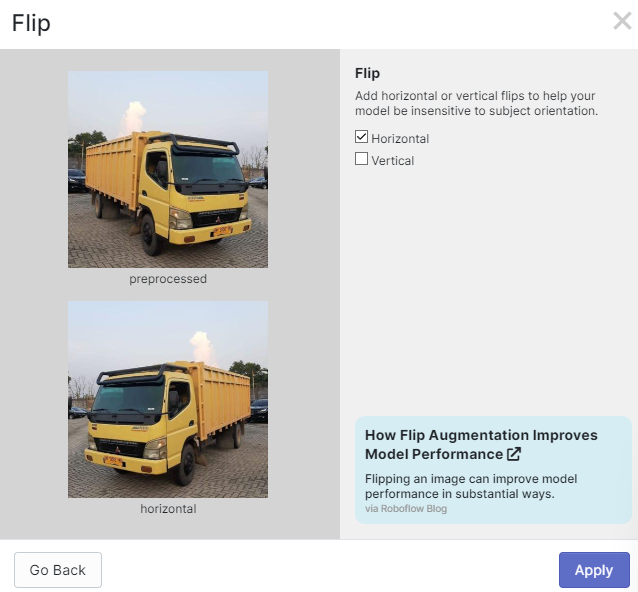 Flip
Flip
Add horizontal or vertical flips to help your
model be insensitive to subject orientation.
Horizontal
Vertical
preprocessed
horizontal
How Flip Augmentation Improves
Model Performance
Flipping an image can improve model
performance in substantial ways.
via Roboflow Blog
Go Back
Apply